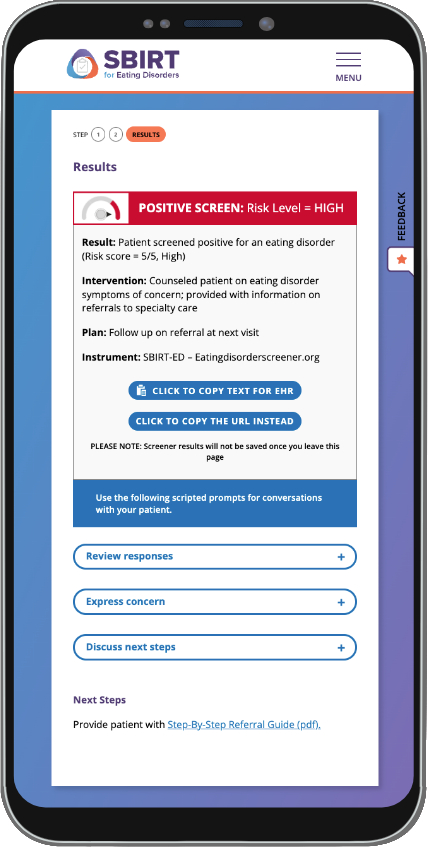 SBIRT
for Eating Disorders
MENU
STEP 1 2 RESULTS
Results
FEEDBACK
POSITIVE SCREEN: Risk Level = HIGH
Result: Patient screened positive for an eating disorder
(Risk score = 5/5, High)
Intervention: Counseled patient on eating disorder
symptoms of concern; provided with information on
referrals to specialty care
Plan: Follow up on referral at next visit
Instrument: SBIRT-ED – Eatingdisorderscreener.org
CLICK TO COPY TEXT FOR EHR
CLICK TO COPY THE URL INSTEAD
PLEASE NOTE: Screener results will not be saved once you leave this
page
Use the following scripted prompts for conversations
with your patient.
Review responses +
Express concern +
Discuss next steps +
Next Steps
Provide patient with Step-By-Step Referral Guide (pdf).